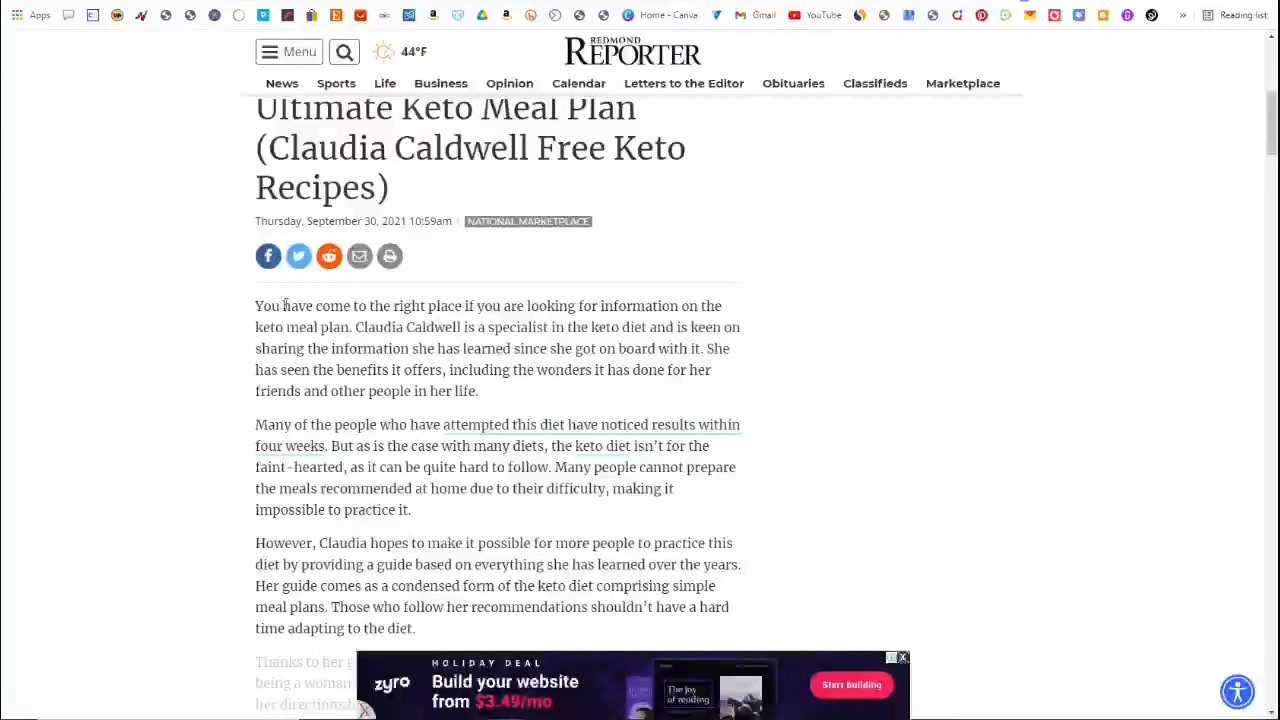 Apps
Home - Canva
Gmail
YouTube
»
Reading list
Menu
44°F
REDMOND
REPORTER
News Sports Life Business Opinion Calendar Letters to the Editor Obituaries Classifieds Marketplace
Ultimate Keto Meal Plan
(Claudia Caldwell Free Keto
Recipes)
Thursday, September 30, 2021 10:59am | NATIONAL MARKETPLACE
You have come to the right place if you are looking for information on the
keto meal plan. Claudia Caldwell is a specialist in the keto diet and is keen on
sharing the information she has learned since she got on board with it. She
has seen the benefits it offers, including the wonders it has done for her
friends and other people in her life.
Many of the people who have attempted this diet have noticed results within
four weeks. But as is the case with many diets, the keto diet isn't for the
faint-hearted, as it can be quite hard to follow. Many people cannot prepare
the meals recommended at home due to their difficulty, making it
impossible to practice it.
However, Claudia hopes to make it possible for more people to practice this
diet by providing a guide based on everything she has learned over the years.
Her guide comes as a condensed form of the keto diet comprising simple
meal plans. Those who follow her recommendations shouldn't have a hard
time adapting to the diet.
Thanks to her g
being a woman
her directions
HOLIDAY DEAL
zyro
Build your website
from $3.49/mo
The joy
of reading
Start building